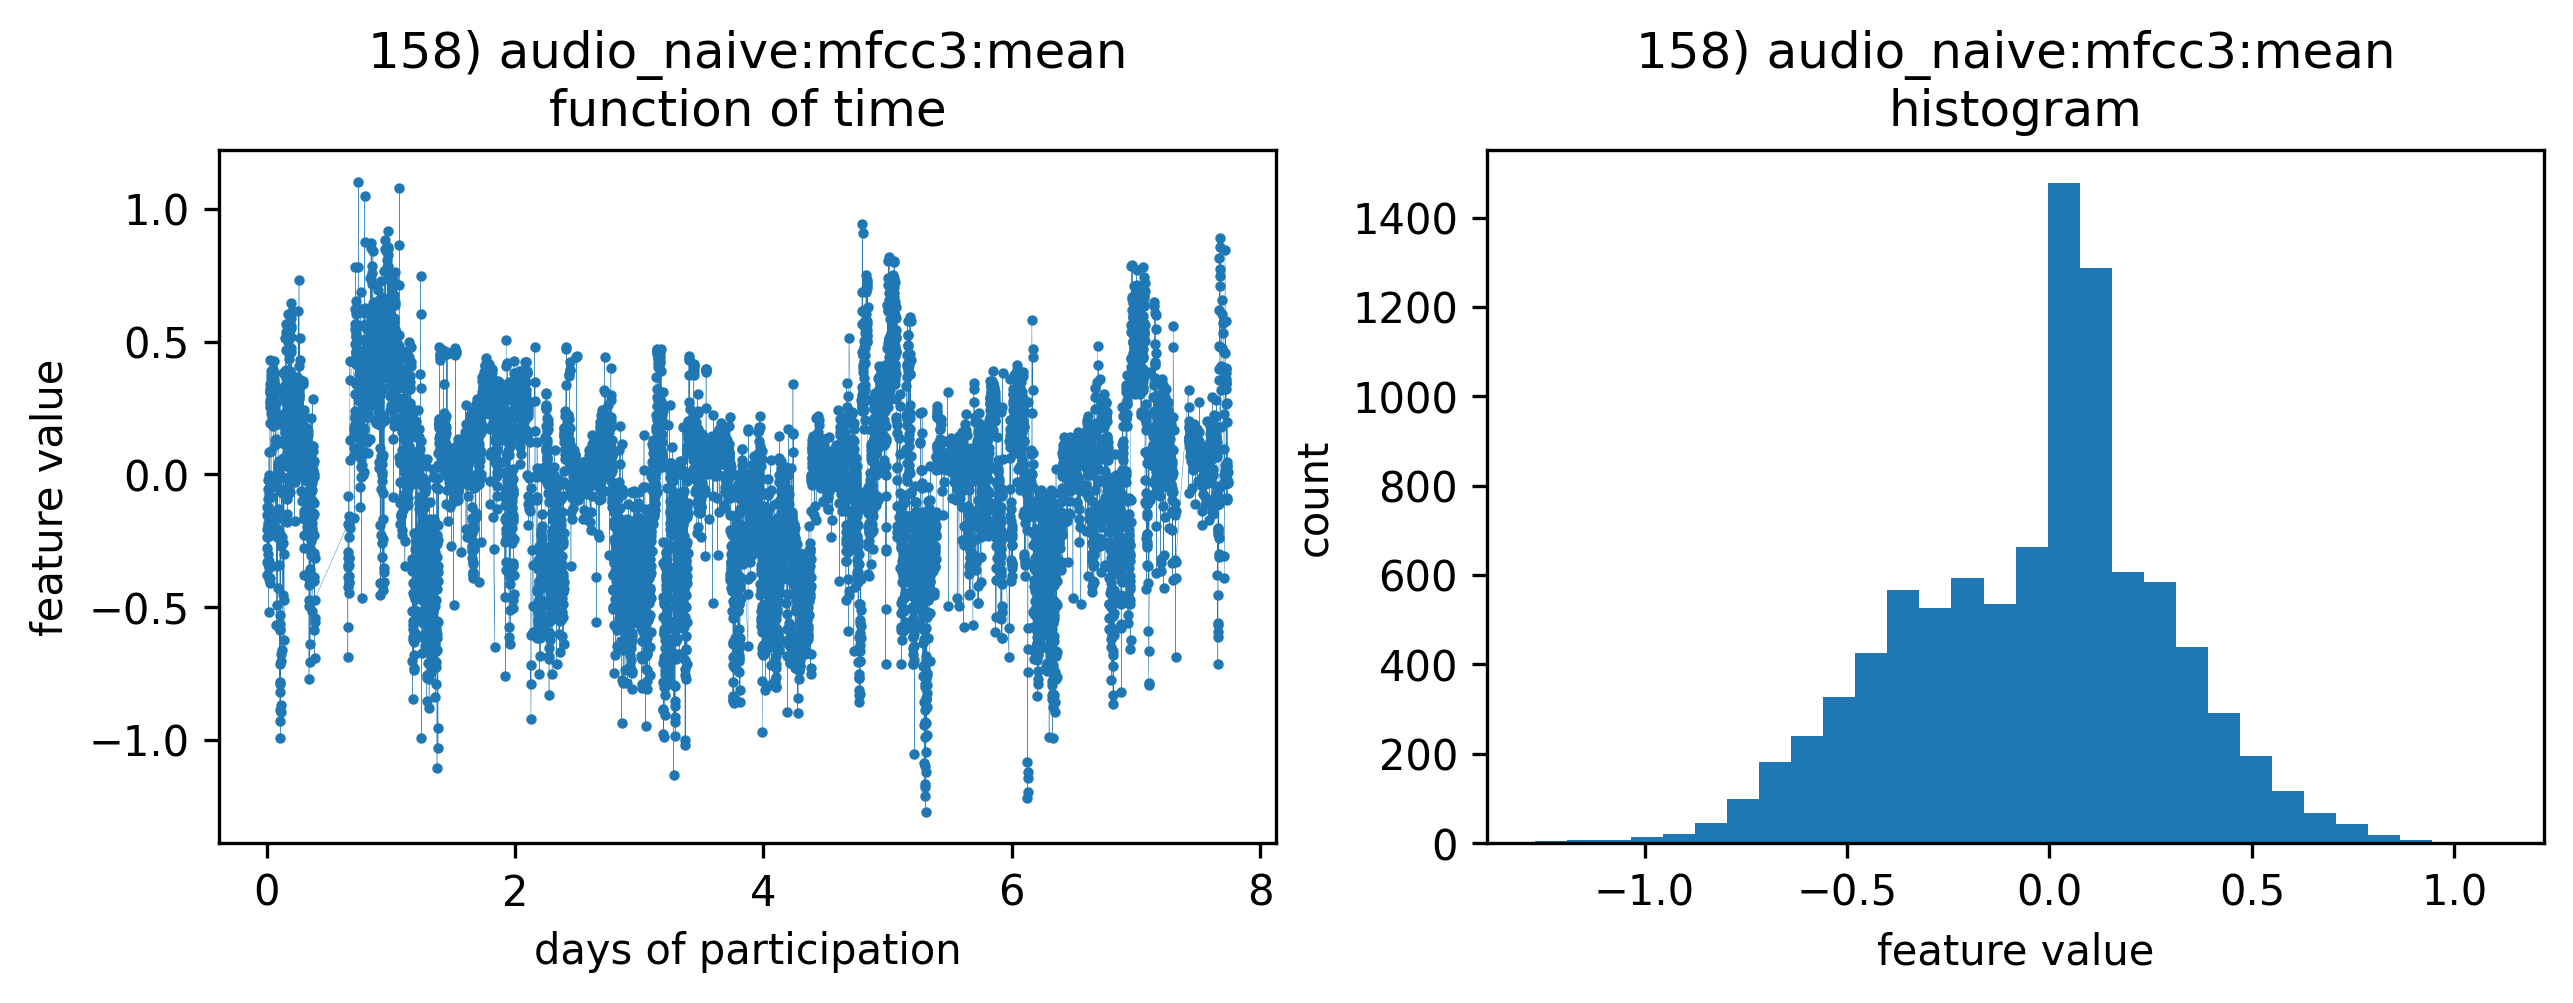 158) audio_naive:mfcc3:mean
function of time
1.0
0.5
0.0
−0.5
−1.0
feature value
0 2 4 6 8
days of participation
158) audio_naive:mfcc3:mean
histogram
1400
1200
1000
800
600
400
200
0
count
−1.0 −0.5 0.0 0.5 1.0
feature value